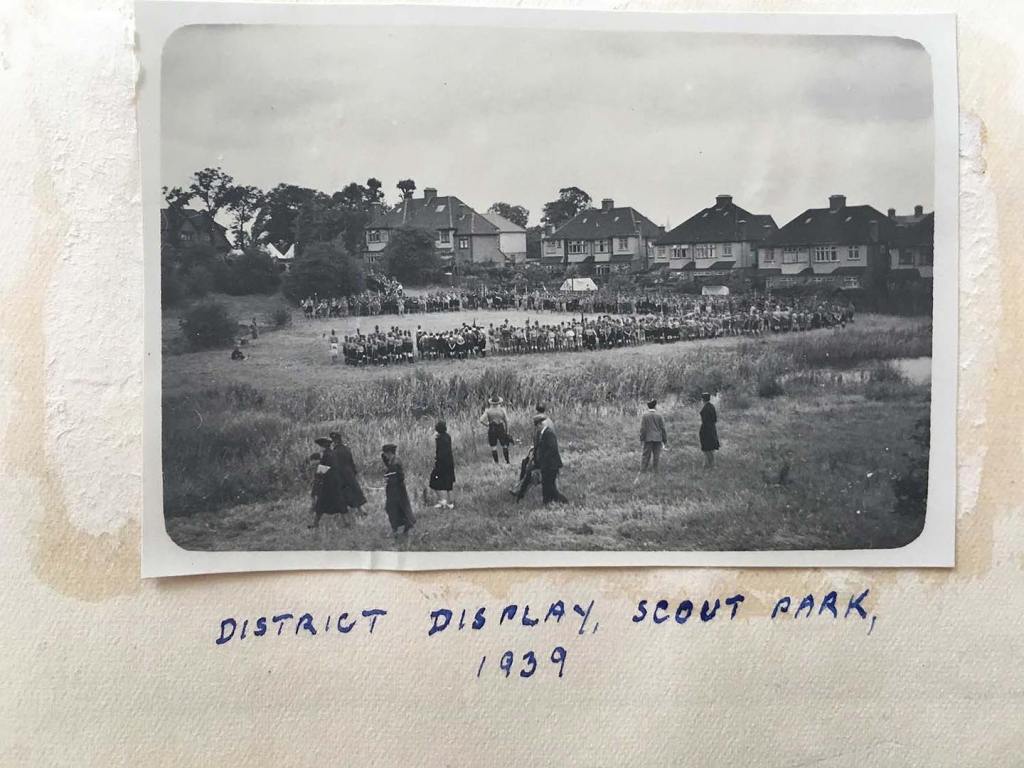 DISTRICT DISPLAY, SCOUT PARK,
1939